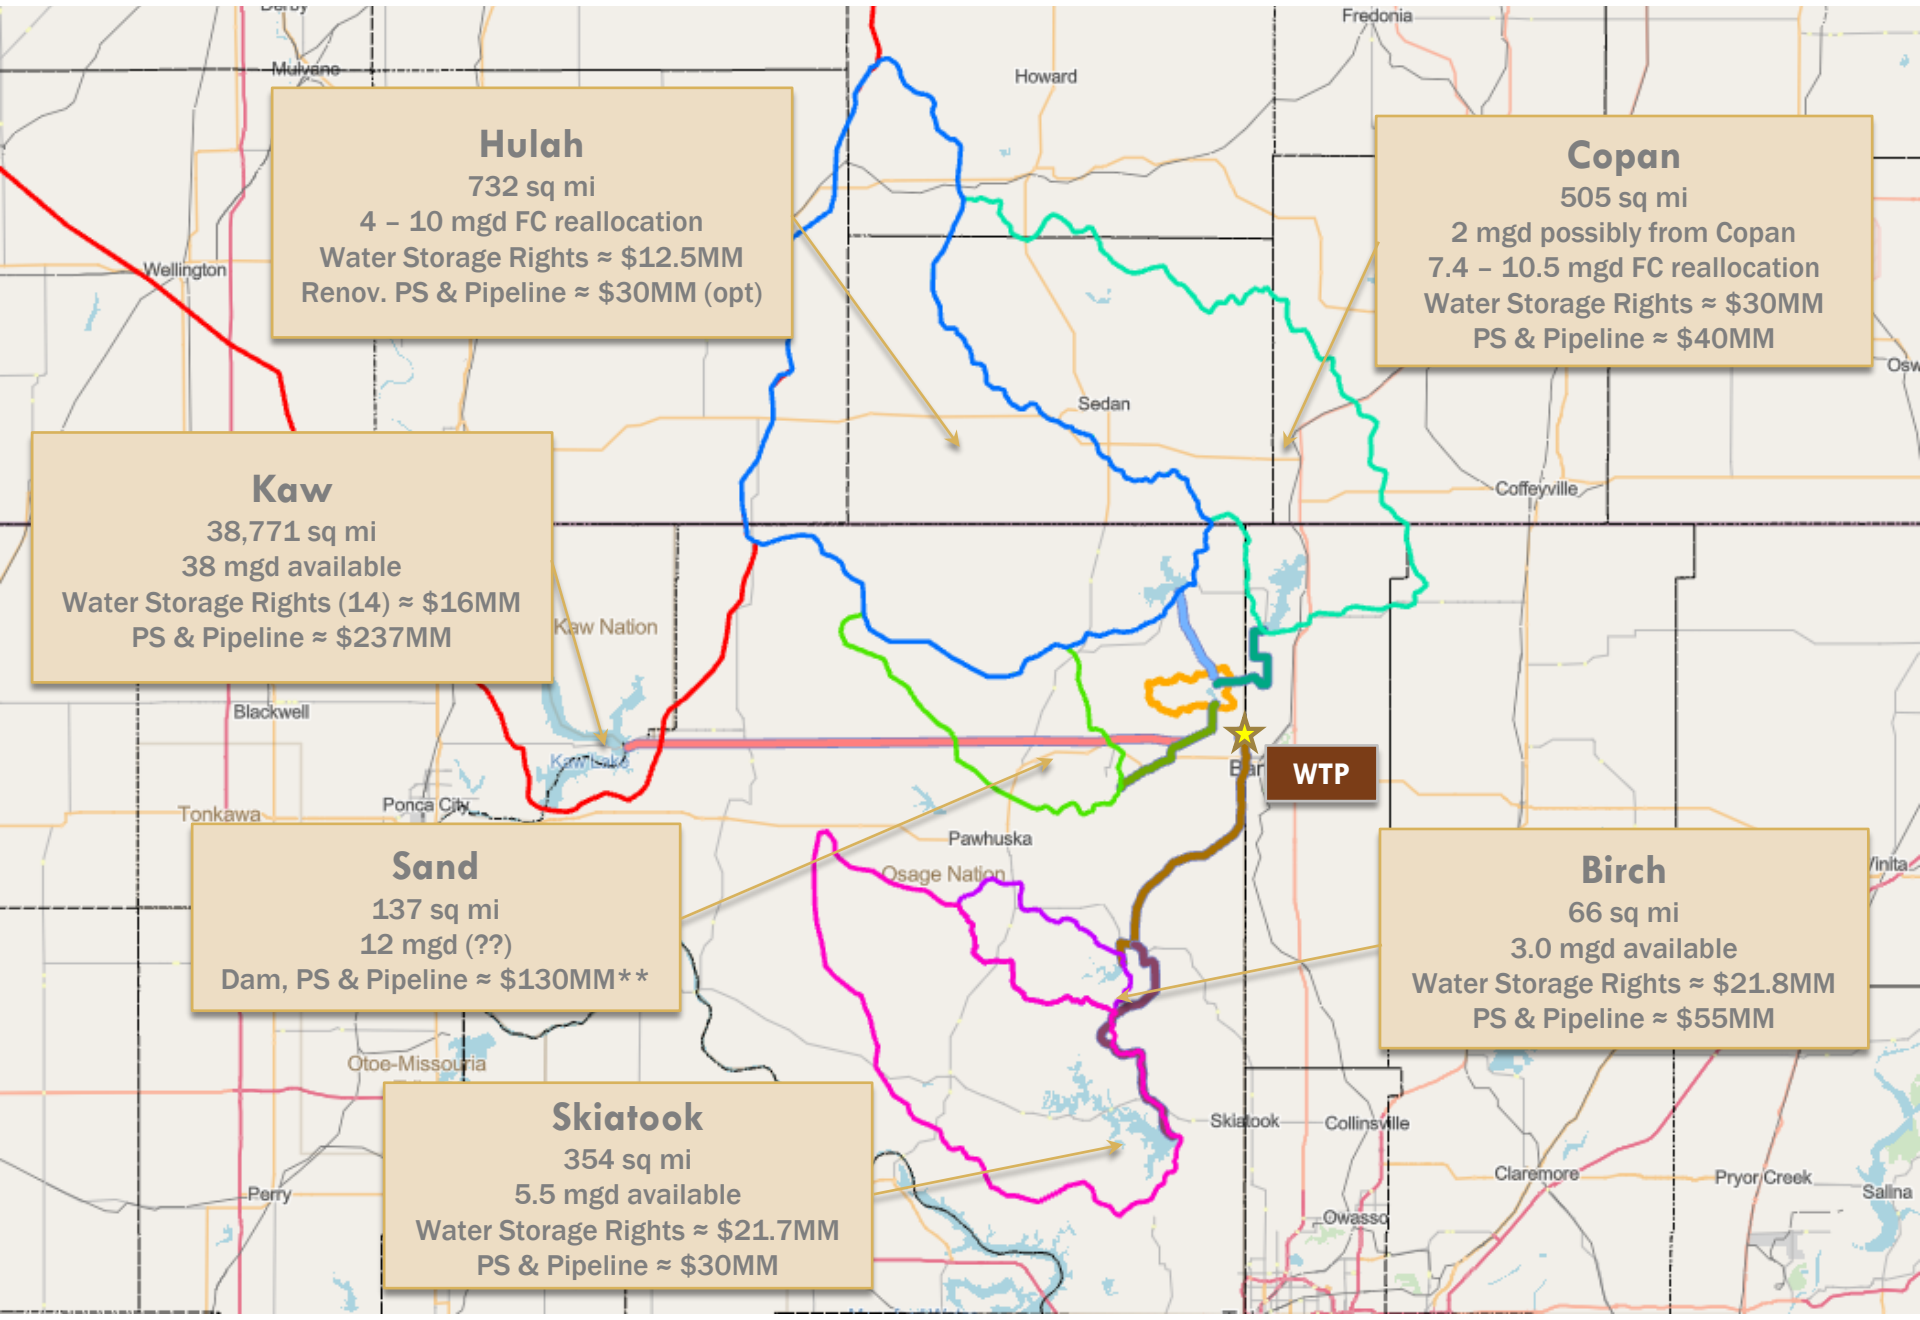 Derby
Fredonia
Mulvane
Howard
Hulah
732 sq mi
4 – 10 mgd FC reallocation
Water Storage Rights ≈ $12.5MM
Renov. PS & Pipeline ≈ $30MM (opt)
Copan
505 sq mi
2 mgd possibly from Copan
7.4 – 10.5 mgd FC reallocation
Water Storage Rights ≈ $30MM
PS & Pipeline ≈ $40MM
Wellington
Osw
Sedan
Kaw
38,771 sq mi
38 mgd available
Water Storage Rights (14) ≈ $16MM
PS & Pipeline ≈ $237MM
Coffeyville
Kaw Nation
Blackwell
Kaw Lake
Bar
WTP
Ponca City
Tonkawa
Pawhuska
Osage Nation
Sand
137 sq mi
12 mgd (??)
Dam, PS & Pipeline ≈ $130MM**
Birch
66 sq mi
3.0 mgd available
Water Storage Rights ≈ $21.8MM
PS & Pipeline ≈ $55MM
Vinita
Otoe-Missouria
Skiatook
354 sq mi
5.5 mgd available
Water Storage Rights ≈ $21.7MM
PS & Pipeline ≈ $30MM
Skiatook
Collinsville
Claremore
Pryor Creek
Salina
Perry
Owasso